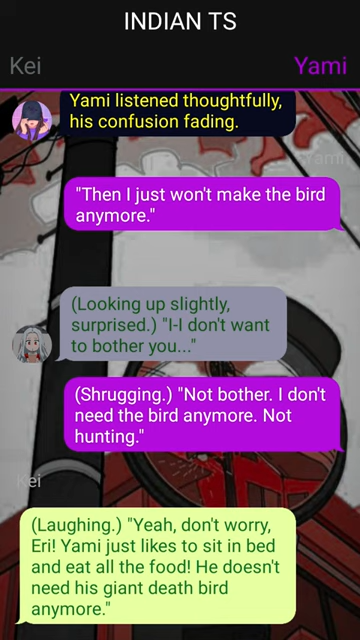 INDIAN TS
Kei
Yami
Yami listened thoughtfully,
his confusion fading.
Yami
"Then I just won't make the bird
anymore."
(Looking up slightly,
surprised.) "I-I don't want
to bother you..."
(Shrugging.) "Not bother. I don't
need the bird anymore. Not
hunting."
Kei
(Laughing.) "Yeah, don't worry,
Eri! Yami just likes to sit in bed
and eat all the food! He doesn't
need his giant death bird
anymore."